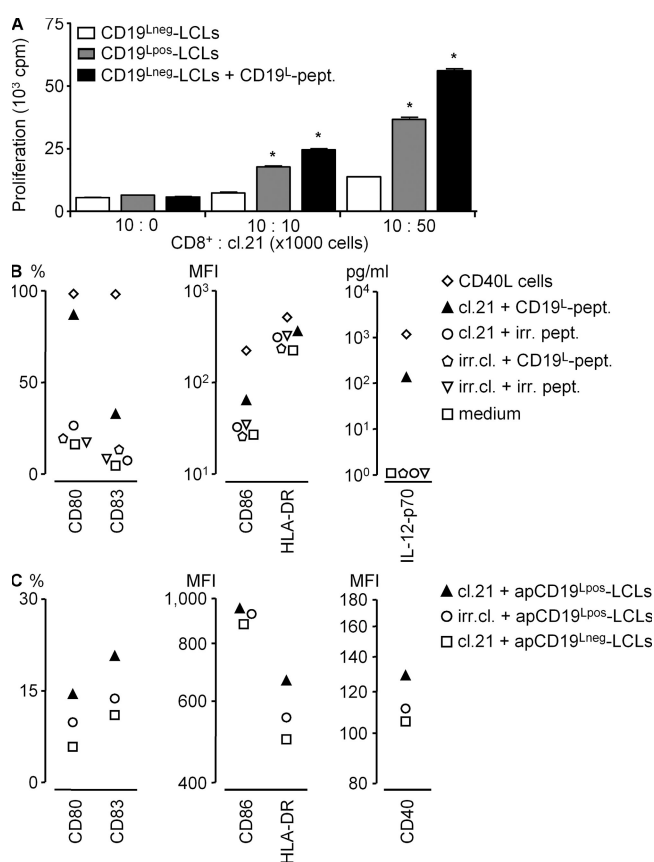 A
CD19Lneg-LCLs
CD19Lpos-LCLs
CD19Lneg-LCLs + CD19L-pept.
Proliferation (10³ cpm)
75
50
25
0
* * * *
10 : 0 10 : 10 10 : 50
CD8+ : cl.21 (x1000 cells)
B % MFI pg/ml
100
50
0
10³
10²
10¹
10⁴
10³
10²
10¹
10⁰
CD80 CD83 CD86 HLA-DR IL-12-p70
CD40L cells
cl.21 + CD19L-pept.
cl.21 + irr. pept.
irr.cl. + CD19L-pept.
irr.cl. + irr. pept.
medium
C % MFI MFI
30
15
0
1,000
800
600
400
180
160
140
120
100
80
CD80 CD83 CD86 HLA-DR CD40
cl.21 + apCD19Lpos-LCLs
irr.cl. + apCD19Lpos-LCLs
cl.21 + apCD19Lneg-LCLs